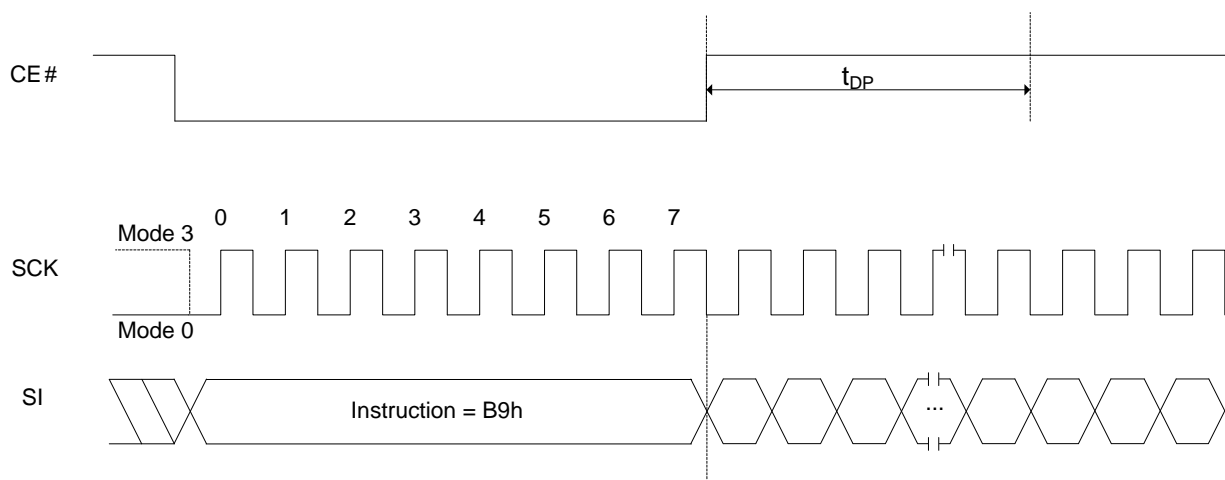 CE#
tDP
0 1 2 3 4 5 6 7
Mode 3
SCK
Mode 0
SI
Instruction = B9h
...